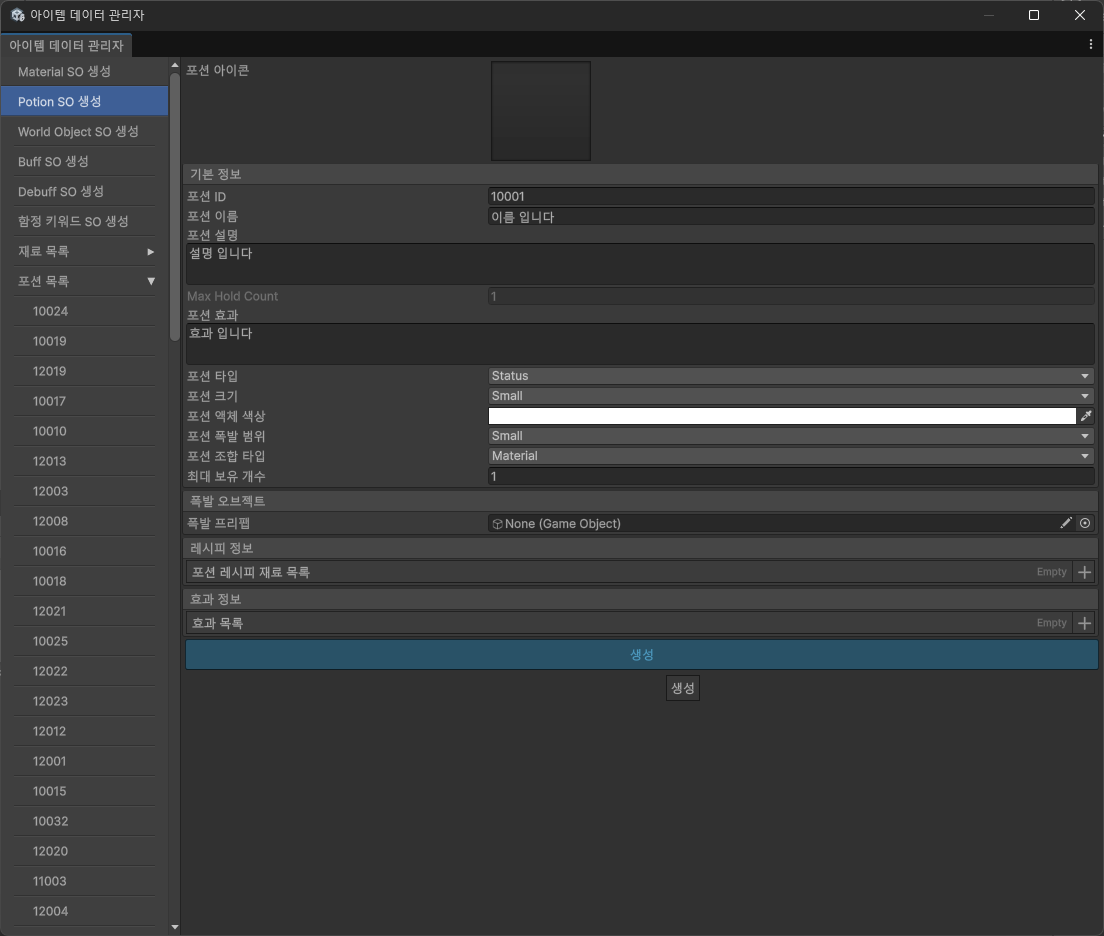 아이템 데이터 관리자
아이템 데이터 관리자
Material SO 생성
Potion SO 생성
World Object SO 생성
Buff SO 생성
Debuff SO 생성
함정 키워드 SO 생성
재료 목록
포션 목록
10024
10019
12019
10017
10010
12013
12003
12008
10016
10018
12021
10025
12022
12023
12012
12001
10015
10032
12020
11003
12004
포션 아이콘
기본 정보
포션 ID 10001
포션 이름 이름 입니다
포션 설명
설명 입니다
Max Hold Count 1
포션 효과
효과 입니다
포션 타입 Status
포션 크기 Small
포션 액체 색상
포션 폭발 범위 Small
포션 조합 타입 Material
최대 보유 개수 1
폭발 오브젝트
폭발 프리팹 None (Game Object)
레시피 정보
포션 레시피 재료 목록 Empty
효과 정보
효과 목록 Empty
생성
생성